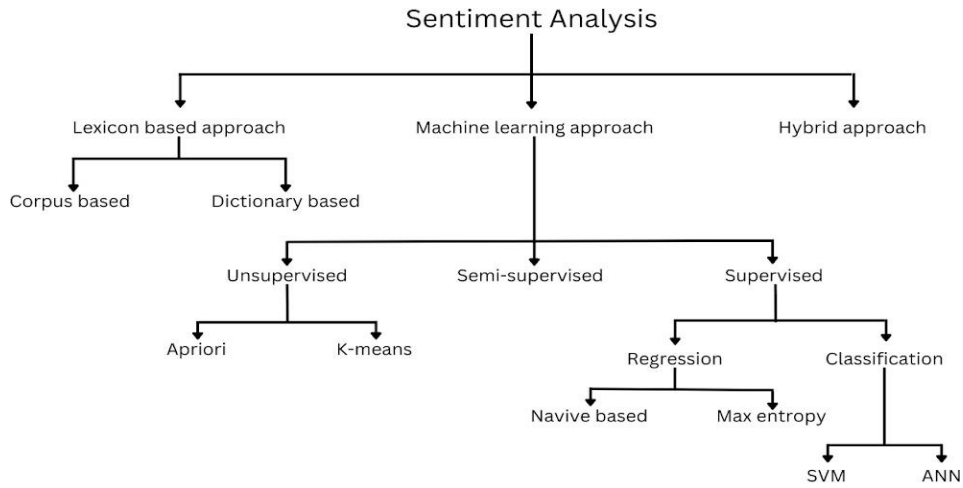 Sentiment Analysis
Lexicon based approach
Machine learning approach
Hybrid approach
Corpus based
Dictionary based
Unsupervised
Semi-supervised
Supervised
Apriori
K-means
Regression
Classification
Navive based
Max entropy
SVM
ANN